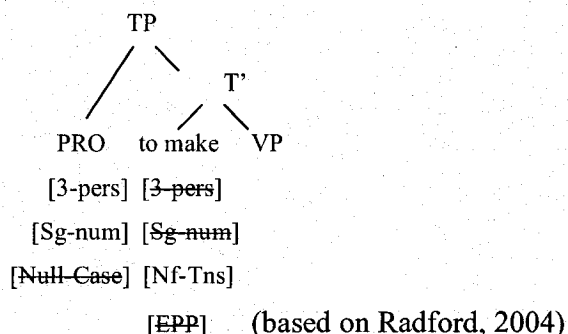 TP
T’
PRO to make VP
[3-pers] [3-pers]
[Sg-num] [Sg-num]
[Null-Case] [Nf-Tns]
[EPP] (based on Radford, 2004)